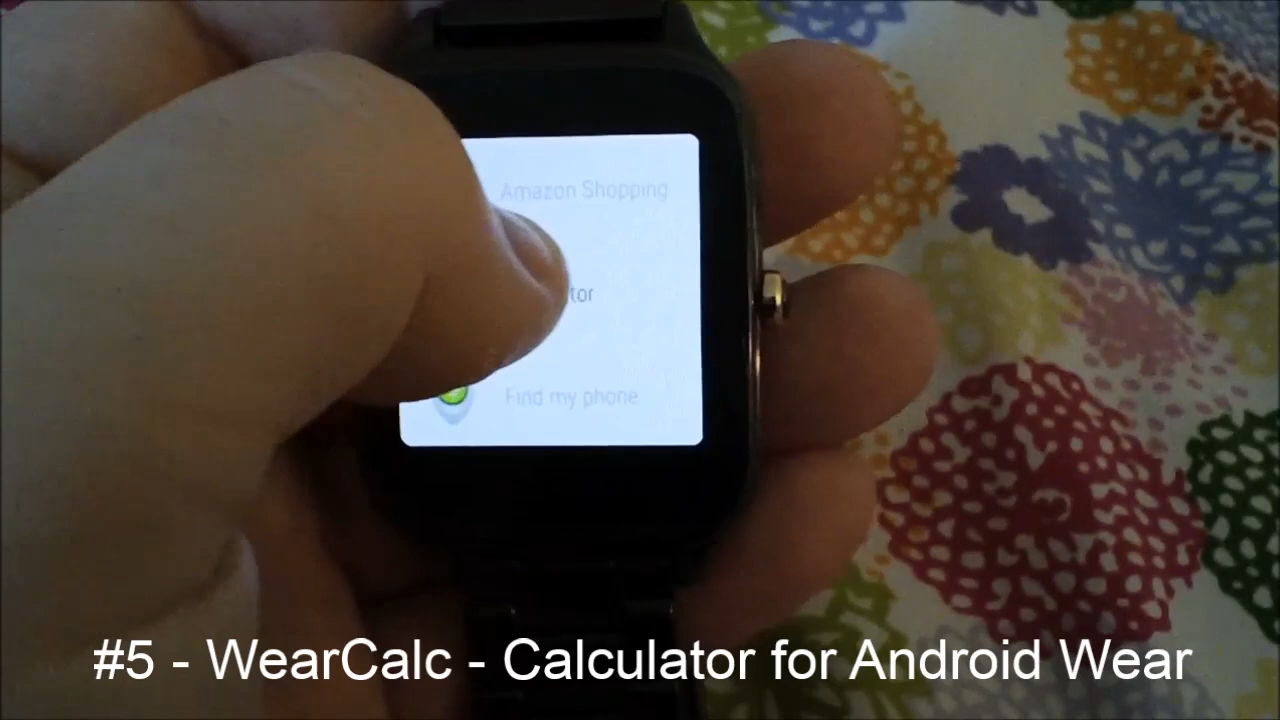 Amazon Shopping
tor
Find my phone
#5 - WearCalc - Calculator for Android Wear